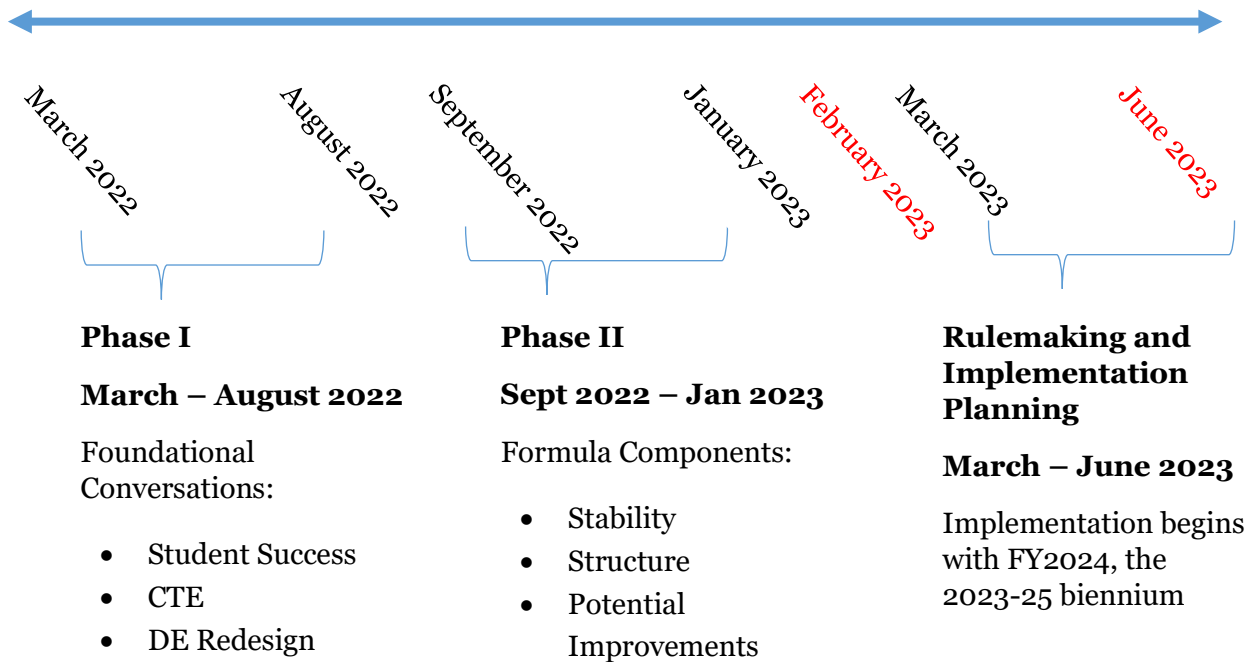 March 2022
August 2022
September 2022
January 2023
February 2023
March 2023
June 2023
Phase I
March – August 2022
Foundational
Conversations:
• Student Success
• CTE
• DE Redesign
Phase II
Sept 2022 – Jan 2023
Formula Components:
• Stability
• Structure
• Potential
Improvements
Rulemaking and
Implementation
Planning
March – June 2023
Implementation begins
with FY2024, the
2023-25 biennium